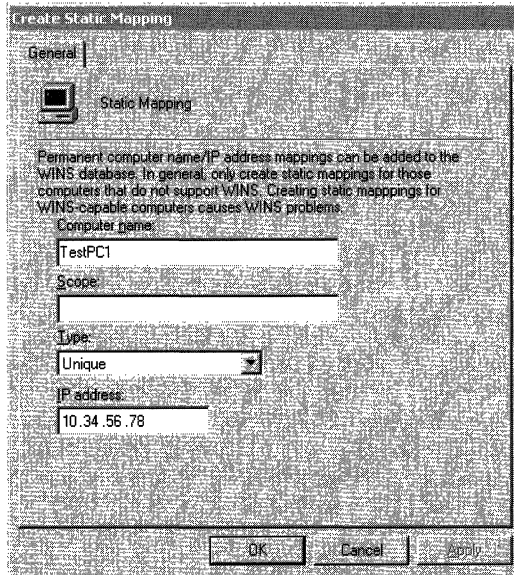 Create Static Mapping
General
Static Mapping
Permanent computer name/IP address mappings can be added to the
WINS database. In general, only create static mappings for those
computers that do not support WINS. Creating static mapppings for
WINS-capable computers causes WINS problems.
Computer name:
TestPC1
Scope:
Type:
Unique
IP address:
10.34.56.78
OK
Cancel
Apply